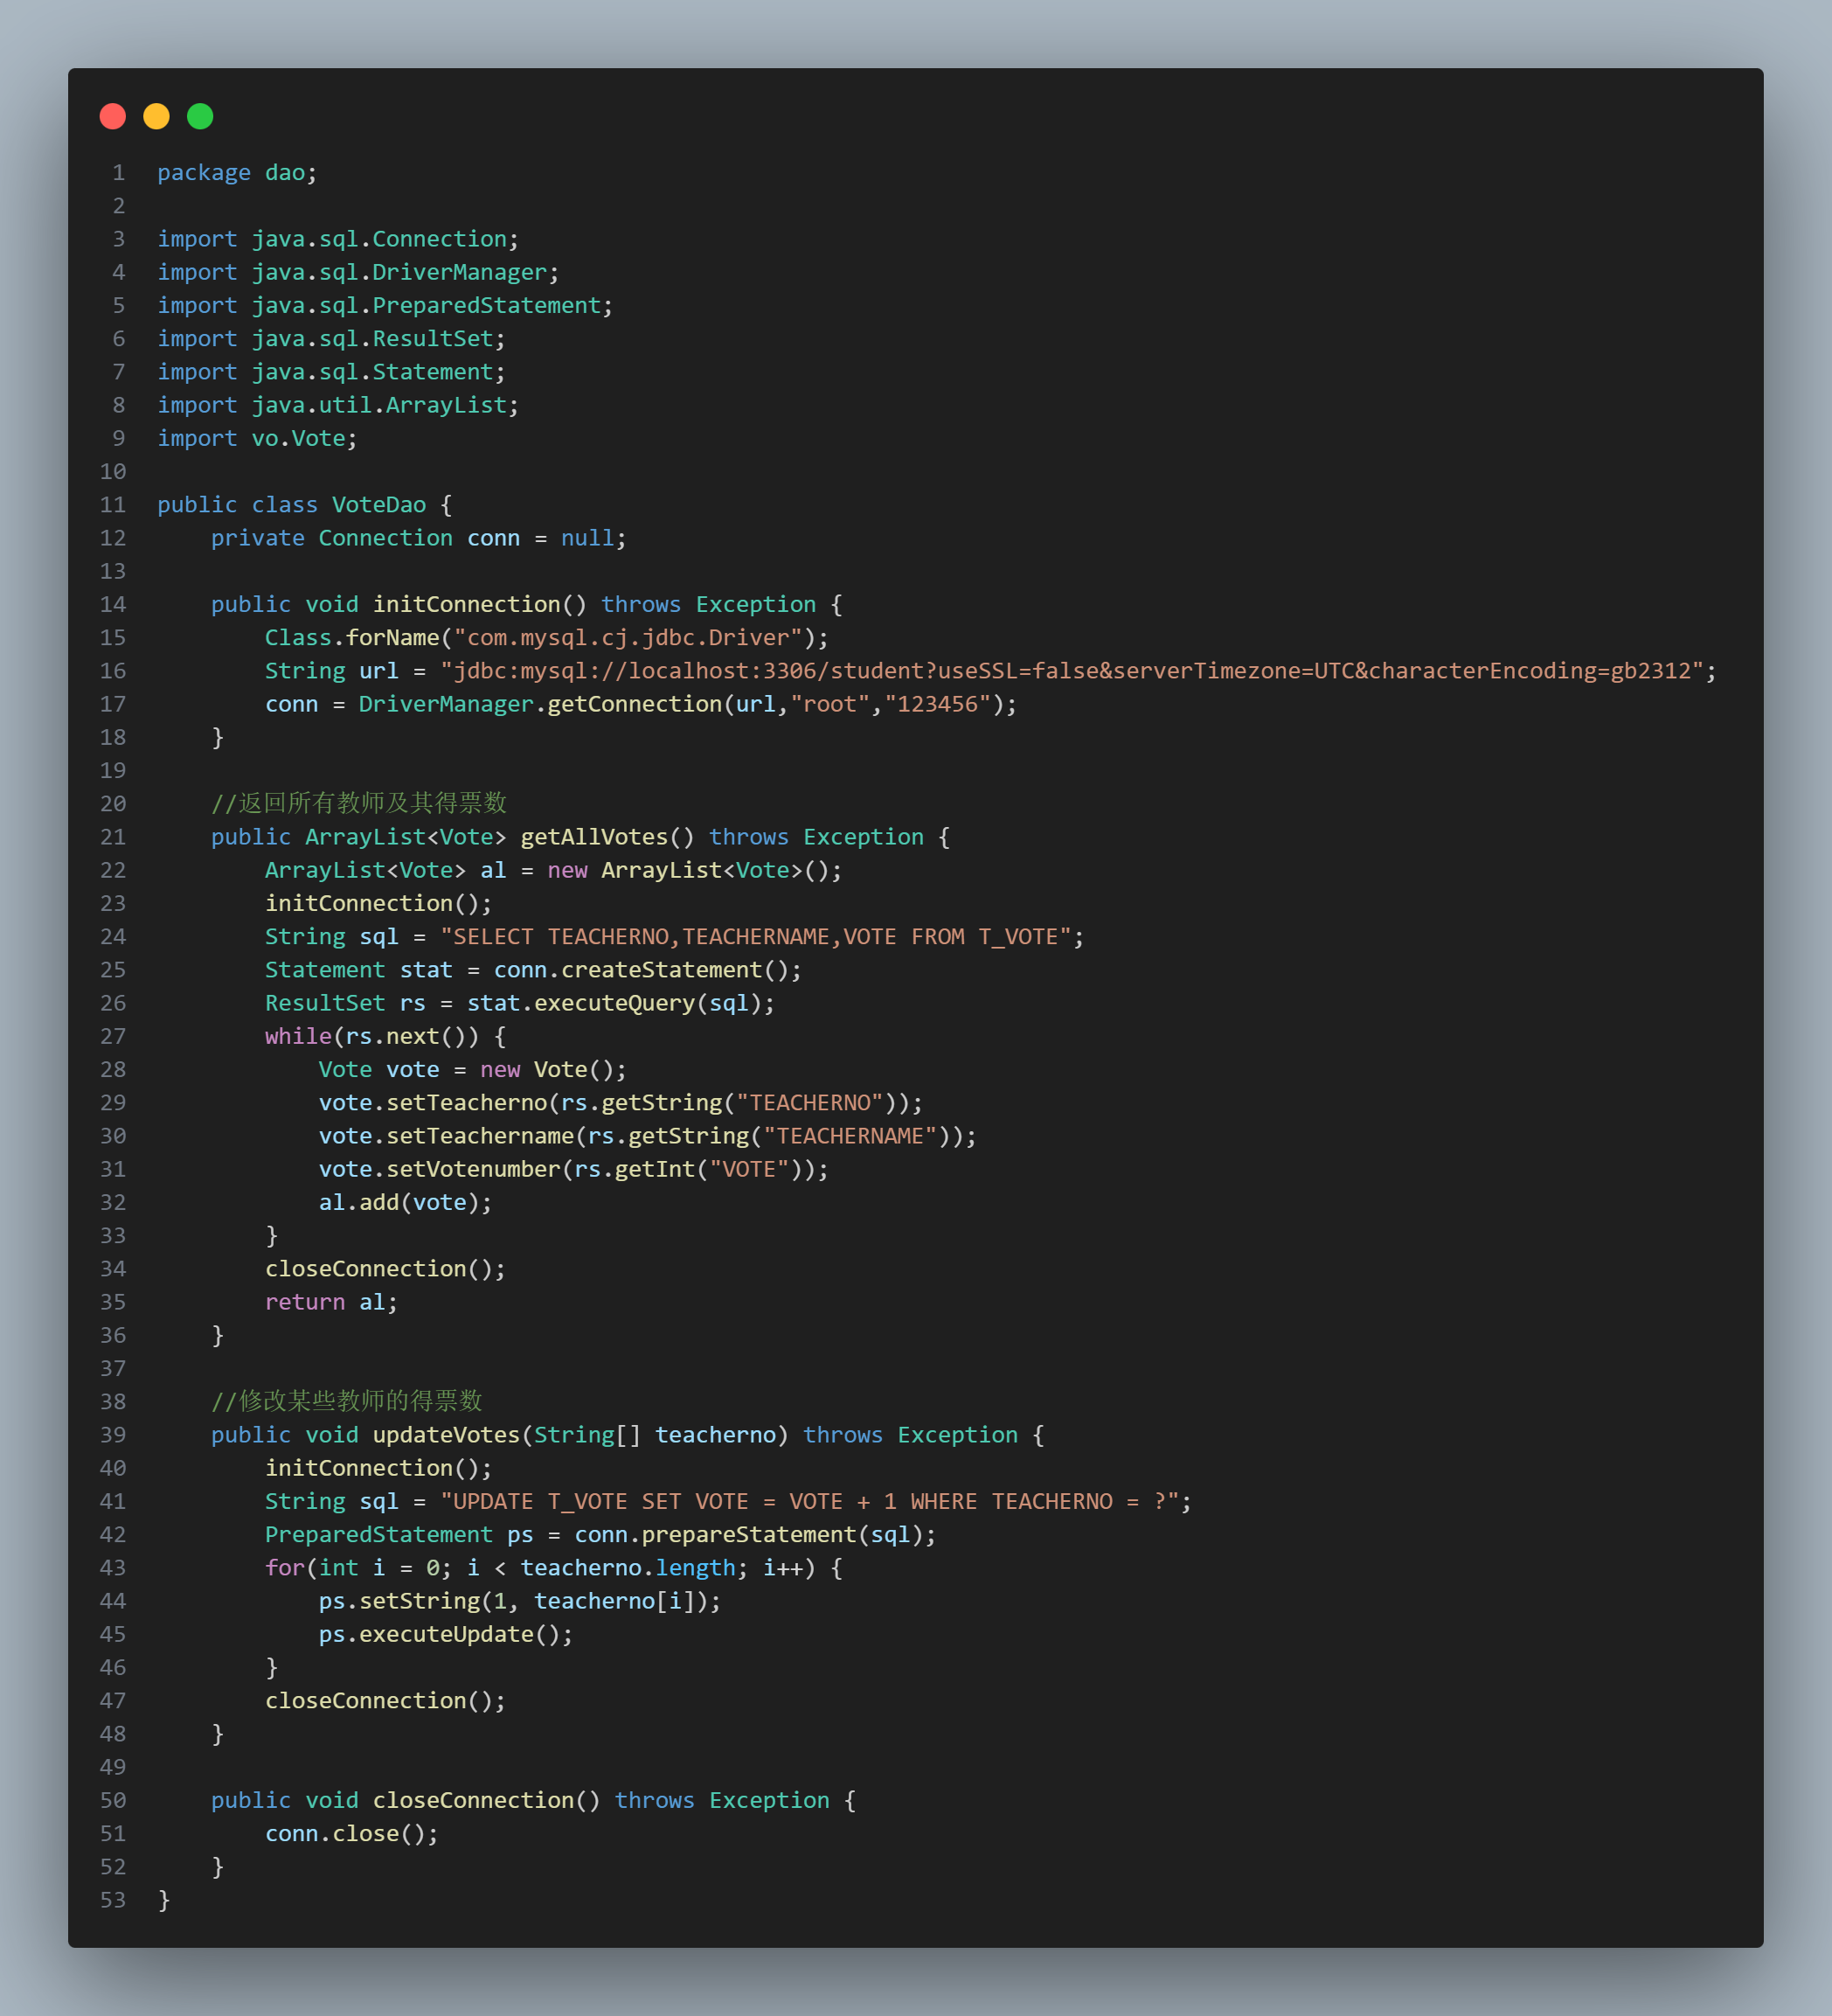 1 package dao;
2
3 import java.sql.Connection;
4 import java.sql.DriverManager;
5 import java.sql.PreparedStatement;
6 import java.sql.ResultSet;
7 import java.sql.Statement;
8 import java.util.ArrayList;
9 import vo.Vote;
10
11 public class VoteDao {
12     private Connection conn = null;
13
14     public void initConnection() throws Exception {
15         Class.forName("com.mysql.cj.jdbc.Driver");
16         String url = "jdbc:mysql://localhost:3306/student?useSSL=false&serverTimezone=UTC&characterEncoding=gb2312";
17         conn = DriverManager.getConnection(url,"root","123456");
18     }
19
20     //返回所有教师及其得票数
21     public ArrayList<Vote> getAllVotes() throws Exception {
22         ArrayList<Vote> al = new ArrayList<Vote>();
23         initConnection();
24         String sql = "SELECT TEACHERNO,TEACHERNAME,VOTE FROM T_VOTE";
25         Statement stat = conn.createStatement();
26         ResultSet rs = stat.executeQuery(sql);
27         while(rs.next()) {
28             Vote vote = new Vote();
29             vote.setTeacherno(rs.getString("TEACHERNO"));
30             vote.setTeachername(rs.getString("TEACHERNAME"));
31             vote.setVotenumber(rs.getInt("VOTE"));
32             al.add(vote);
33         }
34         closeConnection();
35         return al;
36     }
37
38     //修改某些教师的得票数
39     public void updateVotes(String[] teacherno) throws Exception {
40         initConnection();
41         String sql = "UPDATE T_VOTE SET VOTE = VOTE + 1 WHERE TEACHERNO = ?";
42         PreparedStatement ps = conn.prepareStatement(sql);
43         for(int i = 0; i < teacherno.length; i++) {
44             ps.setString(1, teacherno[i]);
45             ps.executeUpdate();
46         }
47         closeConnection();
48     }
49
50     public void closeConnection() throws Exception {
51         conn.close();
52     }
53 }